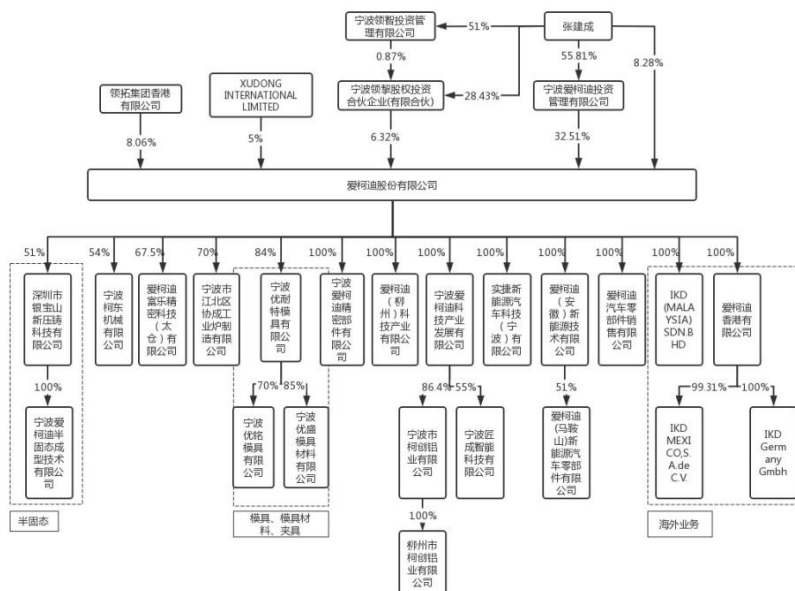 宁波领智投资管
理有限公司
51%
张建成
0.87%
55.81%
8.28%
领拓集团香港
有限公司
XUDONG
INTERNATIONAL
LIMITED
宁波领挈股权投资
合伙企业(有限合伙)
28.43%
宁波爱柯迪投资
管理有限公司
8.06%
5%
6.32%
32.51%
爱柯迪股份有限公司
51%
54%
67.5%
70%
84%
100%
100%
100%
100%
100%
100%
100%
100%
深圳市
银宝山
新压铸
科技有
限公司
宁波
柯东
机械有
限公司
爱柯迪
富乐精
密科技
（太
仓）有
限公司
宁波市
江北区
协成工
业炉制
造有限
公司
宁波
优耐
特模
具有
限公
司
宁波
爱柯
迪精
密部
件有
限公
司
爱柯迪
（柳
州）科
技产业
有限公
司
宁波爱
柯迪科
技产业
发展有
限公司
实捷新
能源汽
车科技
（宁
波）有
限公司
爱柯迪
（安
徽）新
能源技
术有限
公司
爱柯迪
汽车零
部件销
售有限
公司
IKD
(MALA
YSIA)
SDN.B
HD
爱柯迪
香港有
限公司
100%
70%
85%
86.4%
55%
51%
99.31%
100%
宁波爱
柯迪半
固态成
型技术
有限公
司
宁波
优铭
模具
有限
公司
宁波
优盛
模具
材料
有限
公司
宁波市
柯创铝
业有限
公司
宁波匠
成智能
科技有
限公司
爱柯迪
(马鞍
山)新
能源汽
车零部
件有限
公司
IKD
MEXI
CO,S.
A.de
C.V.
IKD
Germ
any
Gmbh
半固态
模具、模具材
料、夹具
100%
海外业务
柳州市
柯创铝
业有限
公司